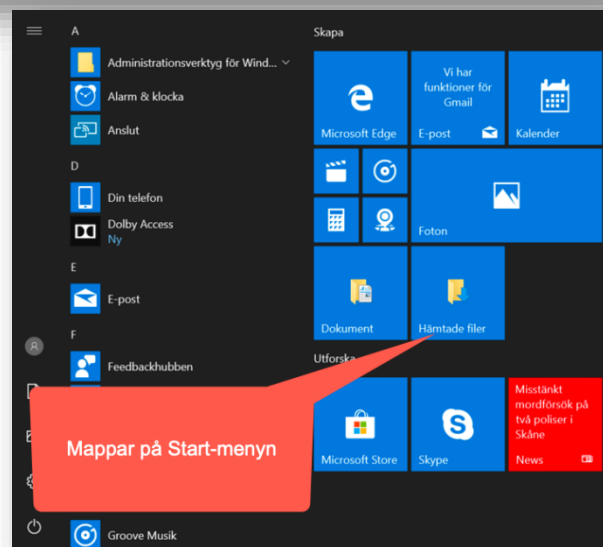 A
Administrationsverktyg för Wind...
Alarm & klocka
Anslut
D
Din telefon
Dolby Access
Ny
E
E-post
F
Feedbackhubben
Groove Musik
Skapa
Microsoft Edge
Vi har
funktioner för
Gmail
E-post
Kalender
Foton
Dokument
Hämtade filer
Utforska
Microsoft Store
Skype
Misstänkt
mordförsök på
två poliser i
Skåne
News
Mappar på Start-menyn